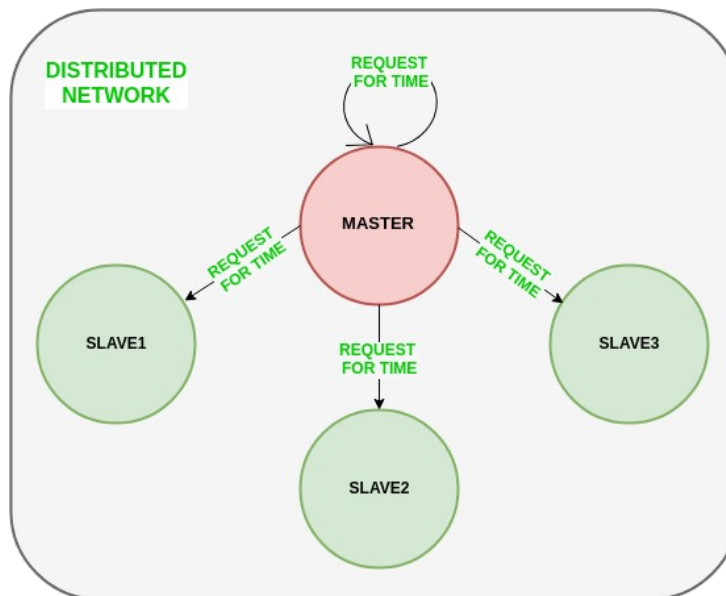 DISTRIBUTED
NETWORK
REQUEST
FOR TIME
MASTER
REQUEST
FOR TIME
REQUEST
FOR TIME
SLAVE1
REQUEST
FOR TIME
SLAVE3
SLAVE2